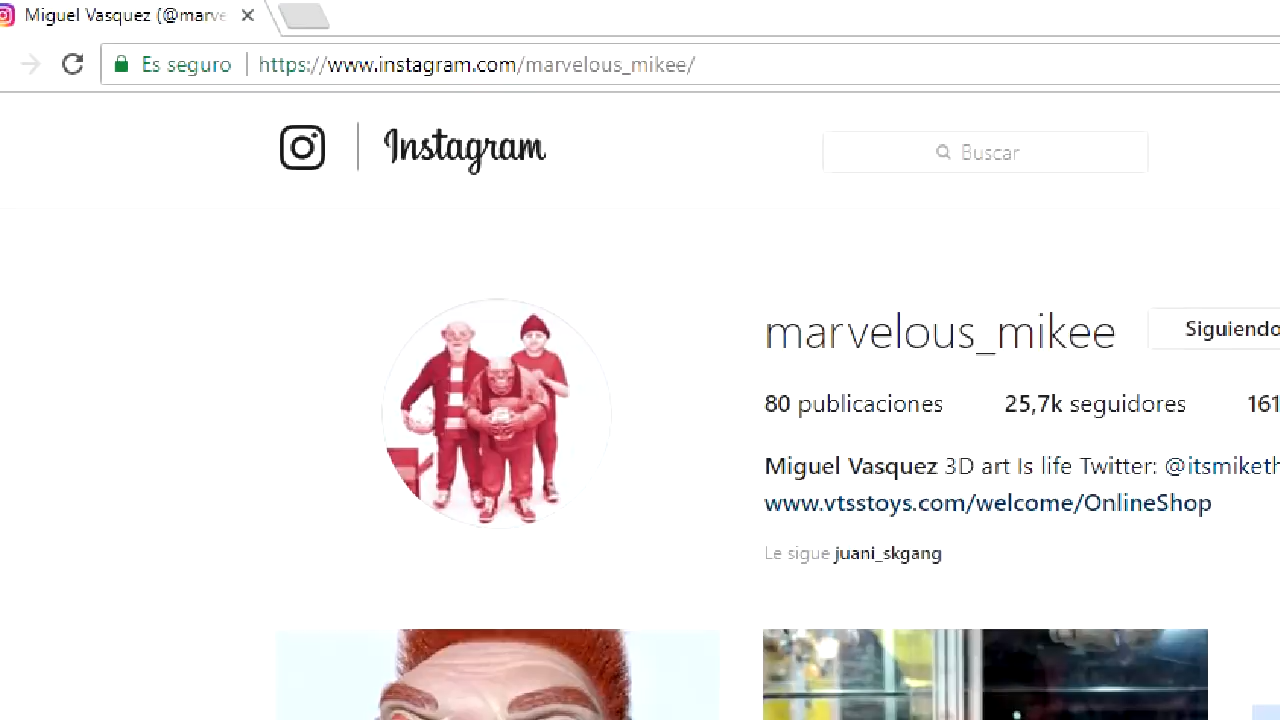 Miguel Vasquez (@marve
Es seguro
https://www.instagram.com/marvelous_mikee/
Instagram
Buscar
marvelous_mikee
Siguiendo
80 publicaciones
25,7k seguidores
161
Miguel Vasquez 3D art Is life Twitter: @itsmiketh
www.vtsstoys.com/welcome/OnlineShop
Le sigue juani_skgang